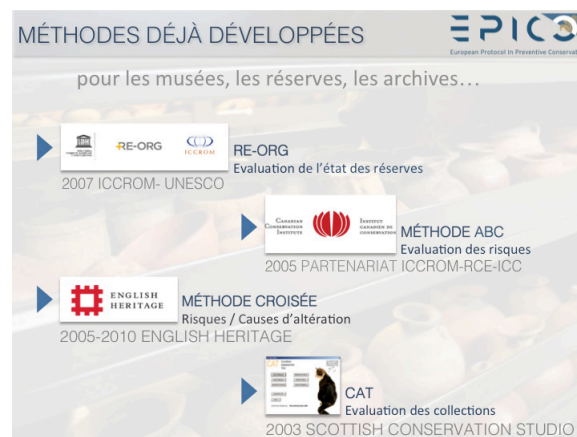 MÉTHODES DÉJÀ DÉVELOPPÉES
EPICO
European Protocol In Preventive Conserva
pour les musées, les réserves, les archives…
RE-ORG
ICCROM
RE-ORG
Evaluation de l'état des réserves
2007 ICCROM- UNESCO
CANADIAN CONSERVATION INSTITUTE
INSTITUT CANADIEN DE CONSERVATION
MÉTHODE ABC
Evaluation des risques
2005 PARTENARIAT ICCROM-RCE-ICC
ENGLISH
HERITAGE
MÉTHODE CROISÉE
Risques / Causes d'altération
2005-2010 ENGLISH HERITAGE
CAT
CAT
Evaluation des collections
2003 SCOTTISH CONSERVATION STUDIO